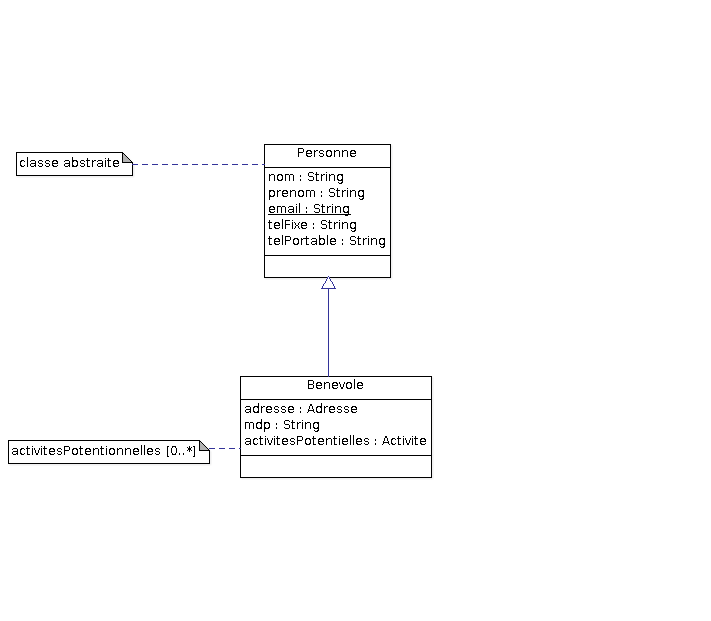 Personne
classe abstraite
nom : String
prenom : String
email : String
telFixe : String
telPortable : String
Benevole
adresse : Adresse
mdp : String
activitesPotentielles : Activite
activitesPotentionnelles [0..*]